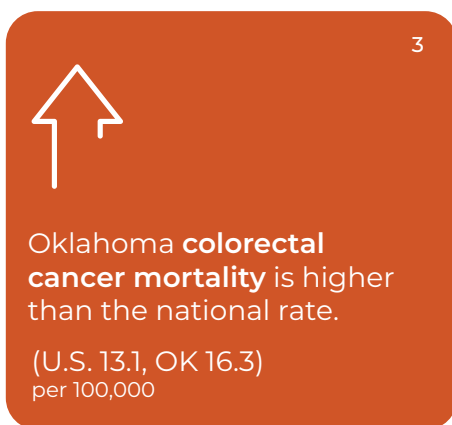 3
Oklahoma colorectal
cancer mortality is higher
than the national rate.
(U.S. 13.1, OK 16.3)
per 100,000